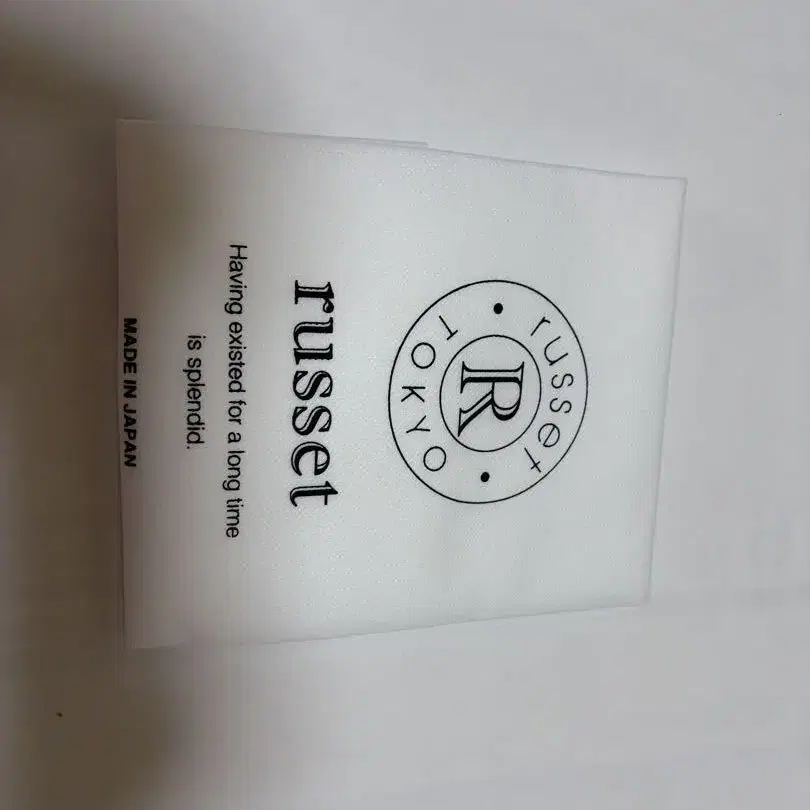 russet
R
TOKYO
russet
Having existed for a long time
is splendid.
MADE IN JAPAN